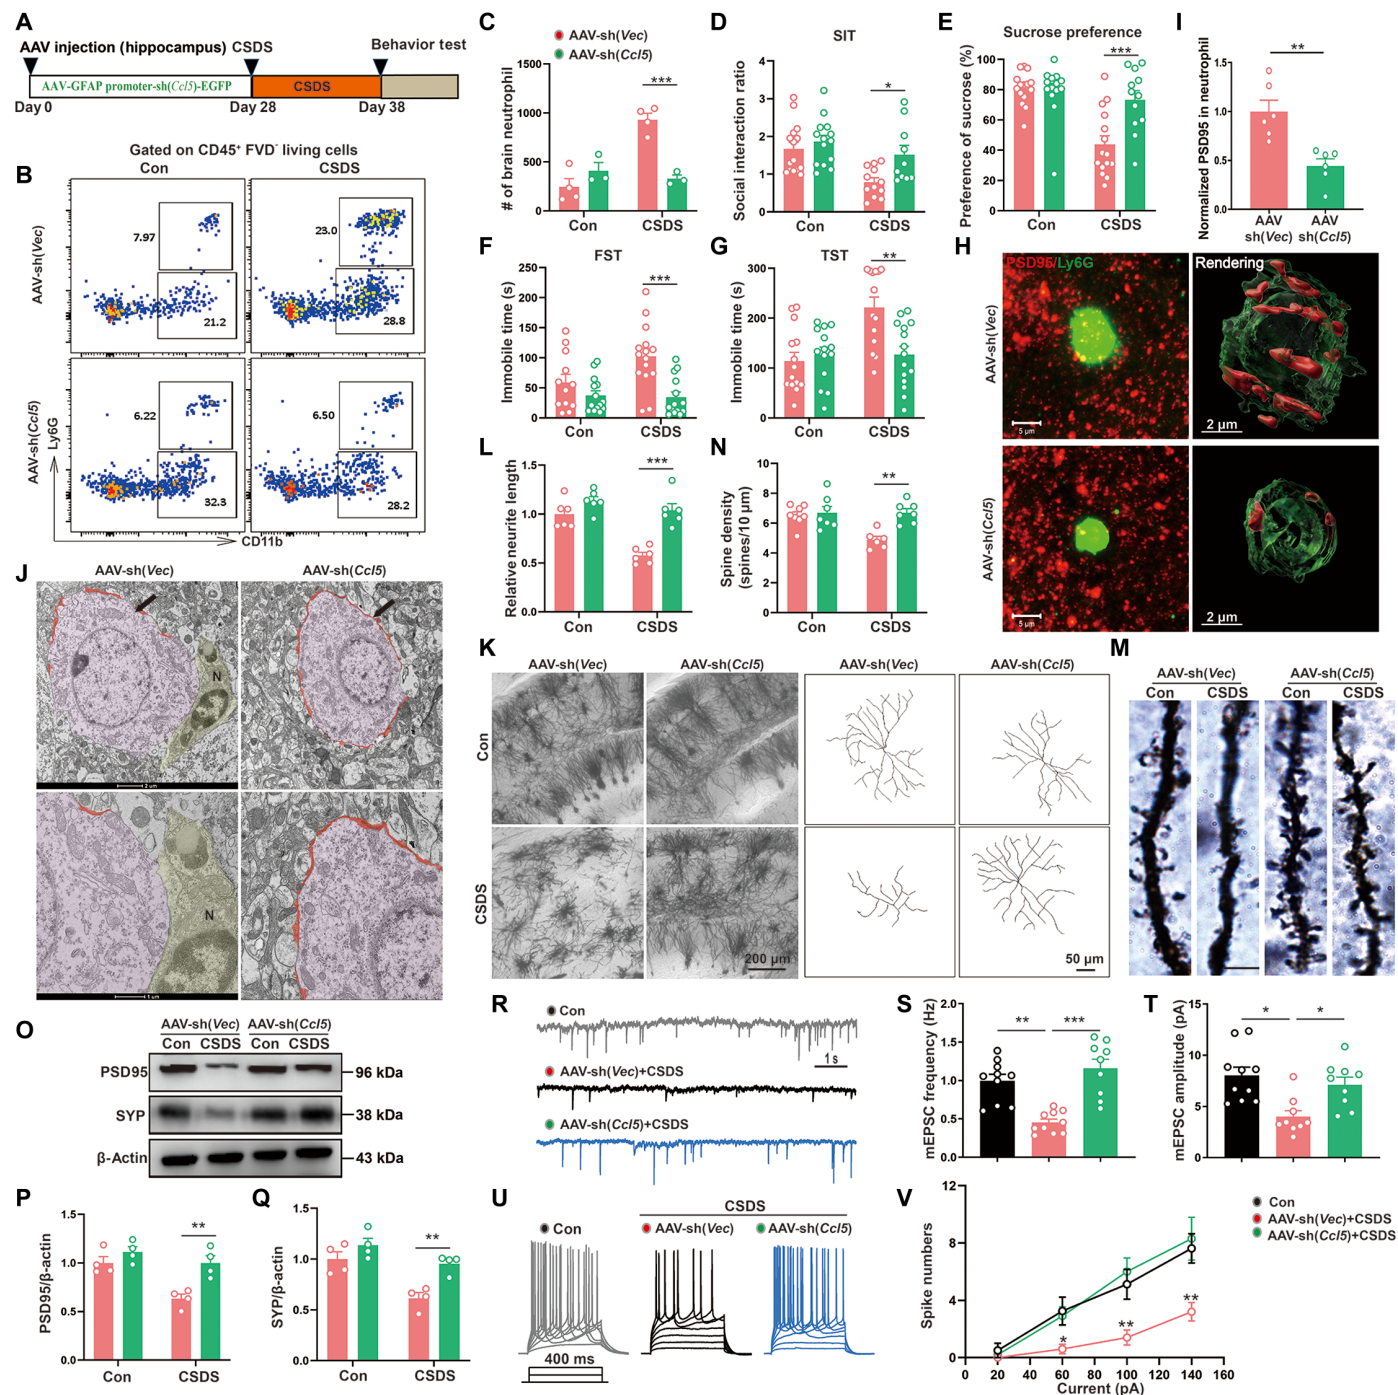 A
AAV injection (hippocampus) CSDS
Behavior test
AAV-GFAP promoter-sh(Ccl5)-EGFP
CSDS
Day 0
Day 28
Day 38
B
Gated on CD45+ FVD- living cells
Con
CSDS
AAV-sh(Vec)
7.97
21.2
23.0
28.8
AAV-sh(Ccl5)
6.22
32.3
6.50
28.2
Ly6G
CD11b
C
AAV-sh(Vec)
AAV-sh(Ccl5)
# of brain neutrophil
1500
1000
500
0
***
Con
CSDS
D
SIT
Social interaction ratio
4
3
2
1
0
*
Con
CSDS
E
Sucrose preference
Preference of sucrose (%)
100
80
60
40
20
0
***
Con
CSDS
I
Normalized PSD95 in neutrophil
1.5
1.0
0.5
0.0
**
AAV
sh(Vec)
AAV
sh(Ccl5)
F
FST
Immobile time (s)
250
200
150
100
50
0
***
Con
CSDS
G
TST
Immobile time (s)
300
200
100
0
**
Con
CSDS
H
PSD95/Ly6G
Rendering
AAV-sh(Vec)
5 μm
2 μm
AAV-sh(Ccl5)
5 μm
2 μm
L
Relative neurite length
1.5
1.0
0.5
0.0
***
Con
CSDS
N
Spine density
(spines/10 μm)
10
8
6
4
2
0
**
Con
CSDS
J
AAV-sh(Vec)
AAV-sh(Ccl5)
N
2 μm
N
1 μm
K
AAV-sh(Vec)
AAV-sh(Ccl5)
AAV-sh(Vec)
AAV-sh(Ccl5)
Con
CSDS
200 μm
50 μm
M
AAV-sh(Vec)
AAV-sh(Ccl5)
Con
CSDS
Con
CSDS
O
AAV-sh(Vec)
AAV-sh(Ccl5)
Con
CSDS
Con
CSDS
PSD95
96 kDa
SYP
38 kDa
β-Actin
43 kDa
R
Con
1 s
AAV-sh(Vec)+CSDS
AAV-sh(Ccl5)+CSDS
S
mEPSC frequency (Hz)
2.0
1.5
1.0
0.5
0.0
**
***
T
mEPSC amplitude (pA)
15
10
5
0
*
*
P
PSD95/β-actin
1.5
1.0
0.5
0.0
**
Con
CSDS
Q
SYP/β-actin
1.5
1.0
0.5
0.0
**
Con
CSDS
U
CSDS
Con
AAV-sh(Vec)
AAV-sh(Ccl5)
400 ms
V
Spike numbers
12
8
4
0
*
**
**
0
20
40
60
80
100
120
140
160
Current (pA)
Con
AAV-sh(Vec)+CSDS
AAV-sh(Ccl5)+CSDS